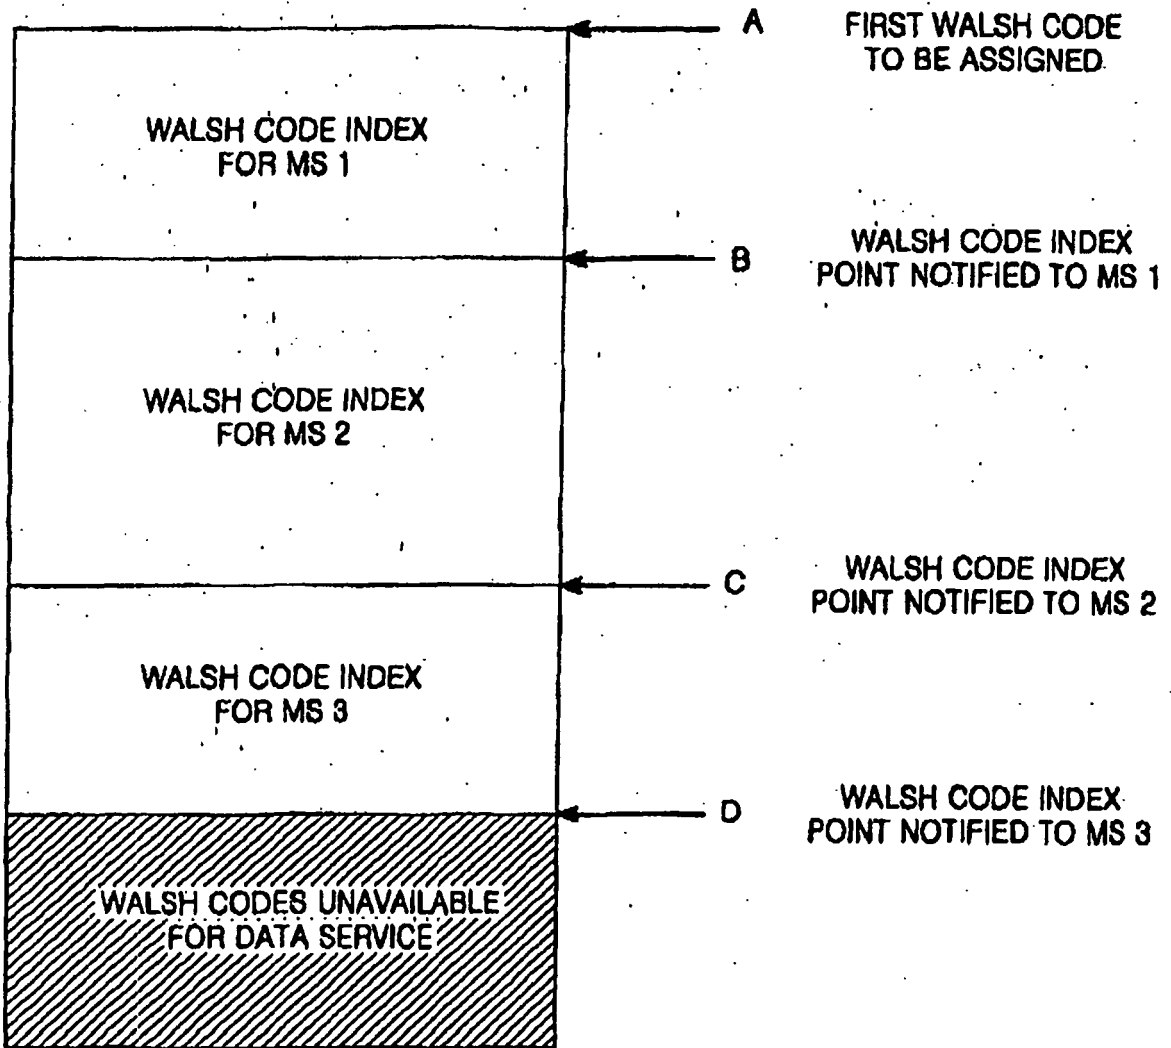 A
FIRST WALSH CODE
TO BE ASSIGNED
WALSH CODE INDEX
FOR MS 1
B
WALSH CODE INDEX
POINT NOTIFIED TO MS 1
WALSH CODE INDEX
FOR MS 2
C
WALSH CODE INDEX
POINT NOTIFIED TO MS 2
WALSH CODE INDEX
FOR MS 3
D
WALSH CODE INDEX
POINT NOTIFIED TO MS 3
WALSH CODES UNAVAILABLE
FOR DATA SERVICE